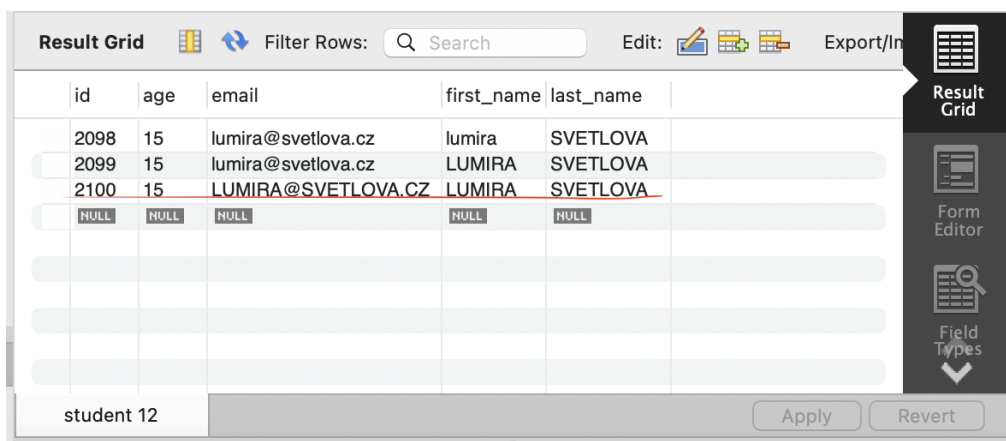 Result Grid Filter Rows: Search Edit: Export/Im
id age email first_name last_name
2098 15 lumira@svetlova.cz lumira SVETLOVA
2099 15 lumira@svetlova.cz LUMIRA SVETLOVA
2100 15 LUMIRA@SVETLOVA.CZ LUMIRA SVETLOVA
NULL NULL NULL NULL NULL
Result
Grid
Form
Editor
Field
Types
student 12 Apply Revert